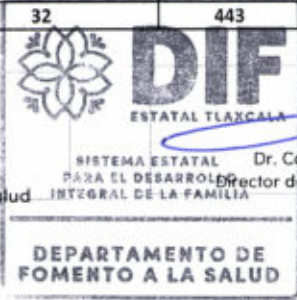 32 443
DIF
ESTATAL TLAXCALA
SISTEMA ESTATAL Dr. Co
PARA EL DESARROLLO Director d
alud INTEGRAL DE LA FAMILIA
DEPARTAMENTO DE
FOMENTO A LA SALUD